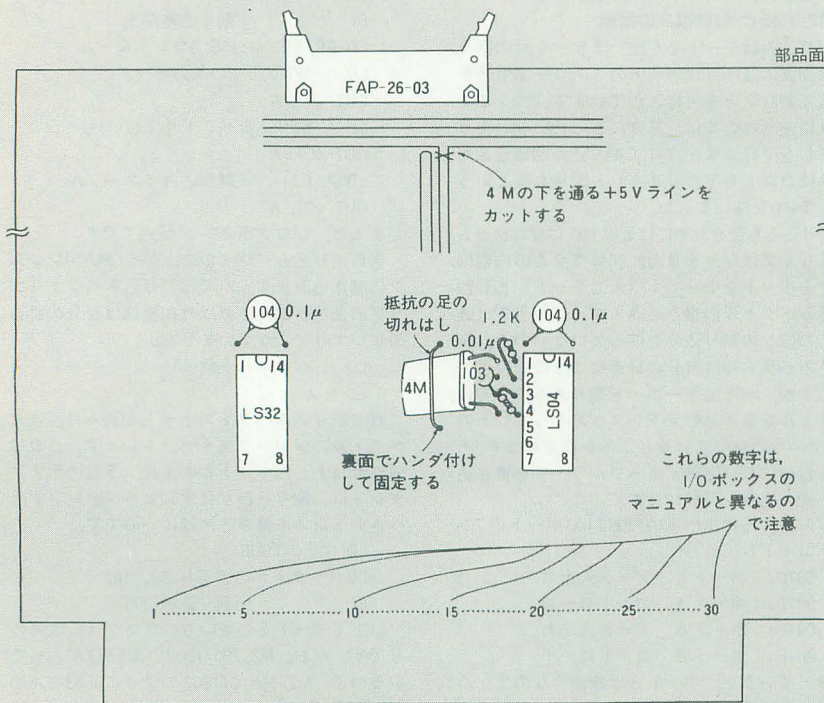 部品面
FAP-26-03
4 Mの下を通る+5Vラインを
カットする
抵抗の足の
切れはし
1.2K
104 0.1μ
104 0.1μ
0.01μ
103
4M
1 14
LS32
7 8
1 14
2
3
4
5
6
7 8
LS04
裏面でハンダ付け
して固定する
これらの数字は,
I/Oボックスの
マニュアルと異なるの
で注意
1 5 10 15 20 25 30